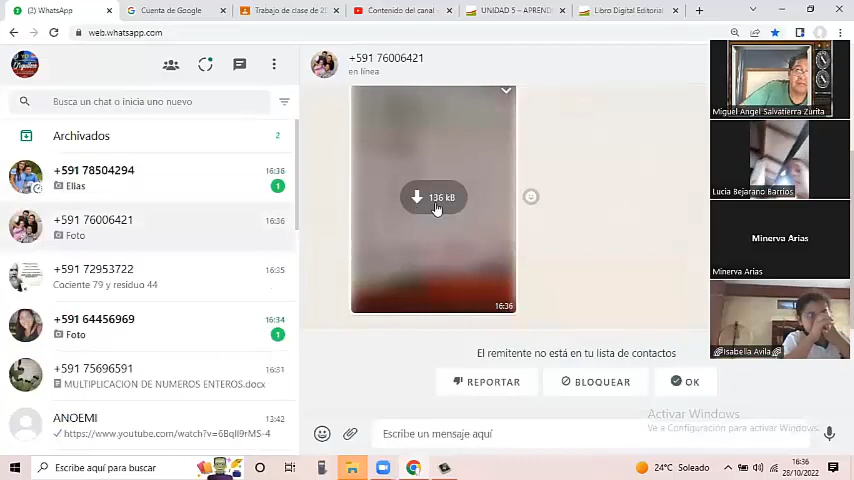 (2) WhatsApp
Cuenta de Google
Trabajo de clase de 2D
Contenido del canal -
UNIDAD 5 – APREND
Libro Digital Editorial
web.whatsapp.com
+591 76006421
en línea
Busca un chat o inicia uno nuevo
Archivados
2
+591 78504294
16:36
Elias
1
+591 76006421
16:36
Foto
+591 72953722
16:35
Cociente 79 y residuo 44
+591 64456969
16:34
Foto
1
+591 75696591
16:31
MULTIPLICACION DE NUMEROS ENTEROS.docx
ANOEMI
13:42
https://www.youtube.com/watch?v=6Bqll9rMS-4
136 kB
16:36
El remitente no está en tu lista de contactos
REPORTAR
BLOQUEAR
OK
Escribe un mensaje aquí
Miguel Angel Salvatierra Zurita
Lucia Bejarano Barrios
Minerva Arias
Minerva Arias
Isabella Avila
Activar Windows
Ve a Configuración para activar Windows.
Escribe aquí para buscar
24°C Soleado
16:36
28/10/2022